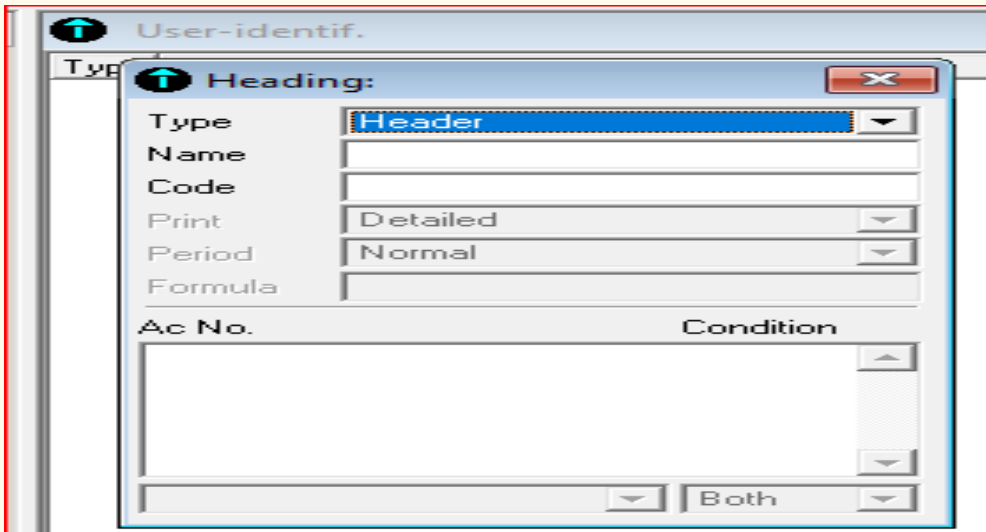 User-identif.
Typ
Heading:
Type Header
Name
Code
Print Detailed
Period Normal
Formula
Ac No. Condition
Both